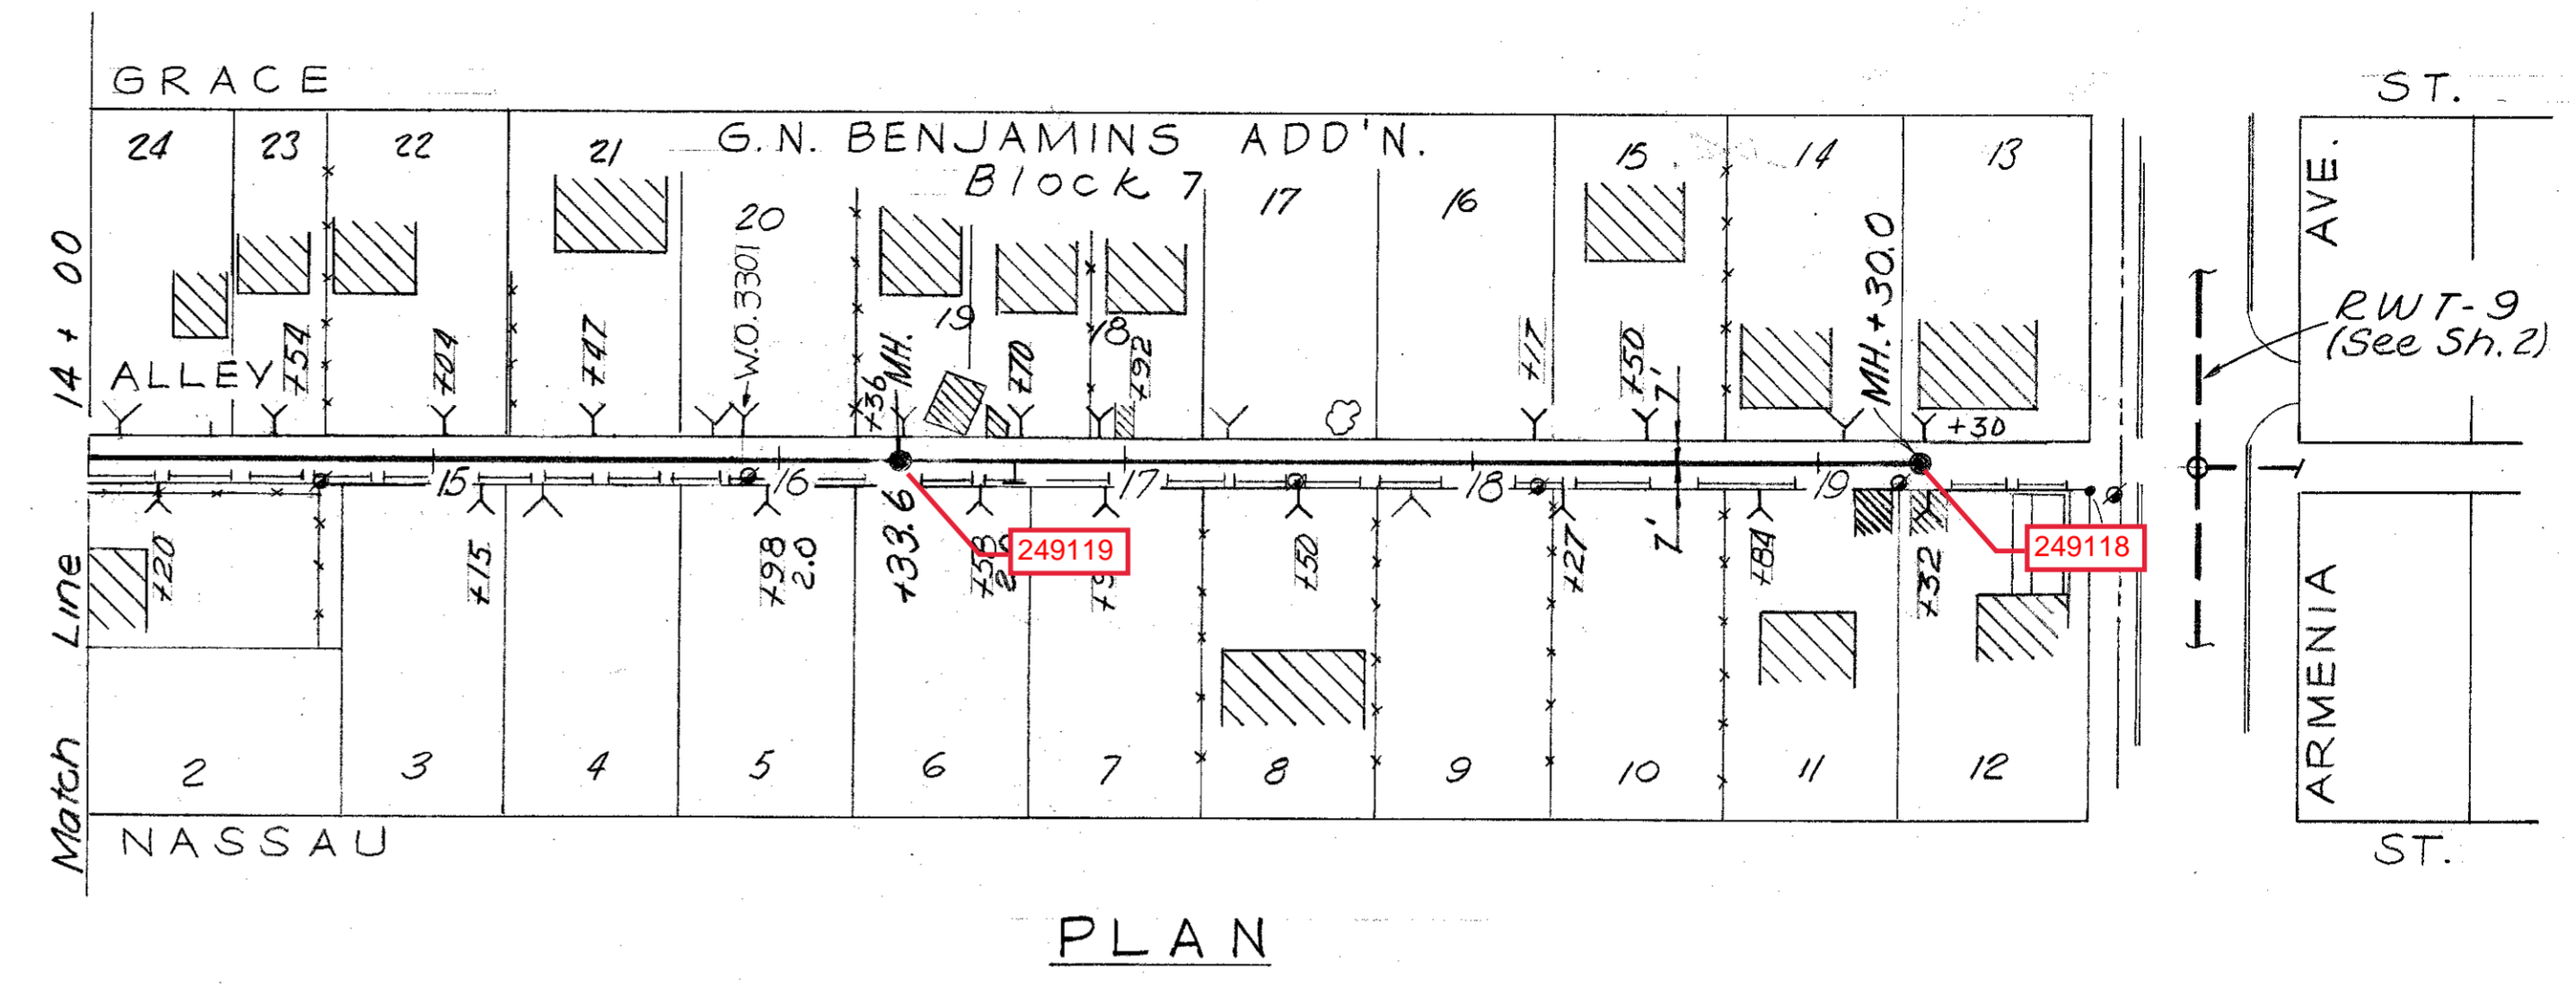 GRACE ST.
24 23 22 21 G.N. BENJAMINS ADD'N. 15 14 13
Block 7
20 17 16
19 18
AVE.
14 + 00
ALLEY
+54 +04 +47 W.O. 3301 +36 MH. +70 +92 +17 +50 7' MH. +30.0 +30
RWT-9
(See Sh. 2)
15 16 17 18 19
+20 +15 +98 +33.6 +58 +50 +27 7' +84 +32
2.0
249119
249118
Match Line
2 3 4 5 6 7 8 9 10 11 12
ARMENIA
NASSAU ST.
PLAN